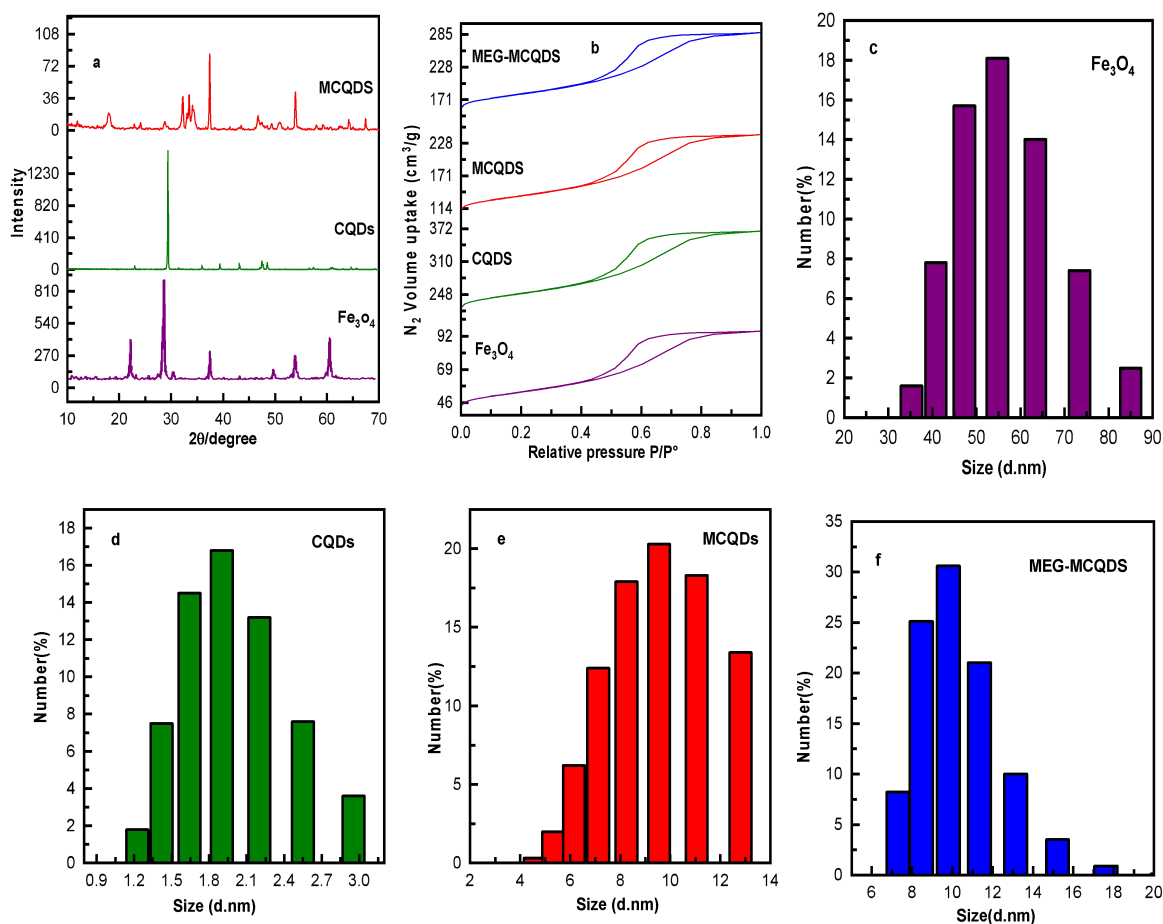 a
MCQDS
CQDs
Fe₃o₄
108
72
36
0
1230
820
410
0
810
540
270
0
Intensity
10 20 30 40 50 60 70
2θ/degree
b
MEG-MCQDS
MCQDS
CQDS
Fe₃O₄
285
228
171
228
171
114
372
310
248
92
69
46
N₂ Volume uptake (cm³/g)
0.0 0.2 0.4 0.6 0.8 1.0
Relative pressure P/P°
c
Fe₃O₄
20
18
16
14
12
10
8
6
4
2
0
Number(%)
20 30 40 50 60 70 80 90
Size (d.nm)
d
CQDs
18
16
14
12
10
8
6
4
2
0
Number(%)
0.9 1.2 1.5 1.8 2.1 2.4 2.7 3.0
Size (d.nm)
e
MCQDs
20
15
10
5
0
Number(%)
2 4 6 8 10 12 14
Size (d.nm)
f
MEG-MCQDS
35
30
25
20
15
10
5
0
Number(%)
6 8 10 12 14 16 18 20
Size(d.nm)